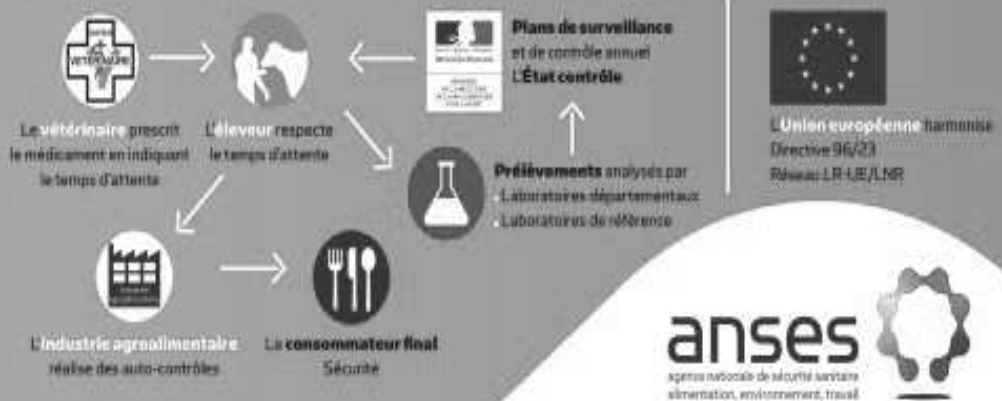 VETERINAIRE
Le vétérinaire prescrit
le médicament en indiquant
le temps d'attente
L'éleveur respecte
le temps d'attente
Plans de surveillance
et de contrôle annuel
L'État contrôle
Prélèvements analysés par
. Laboratoires départementaux
. Laboratoires de référence
L'Union européenne harmonise
Directive 96/23
Réseau LR-UE/LNR
L'industrie agroalimentaire
réalise des auto-contrôles
Le consommateur final
Sécurité
anses
agence nationale de sécurité sanitaire
alimentation, environnement, travail